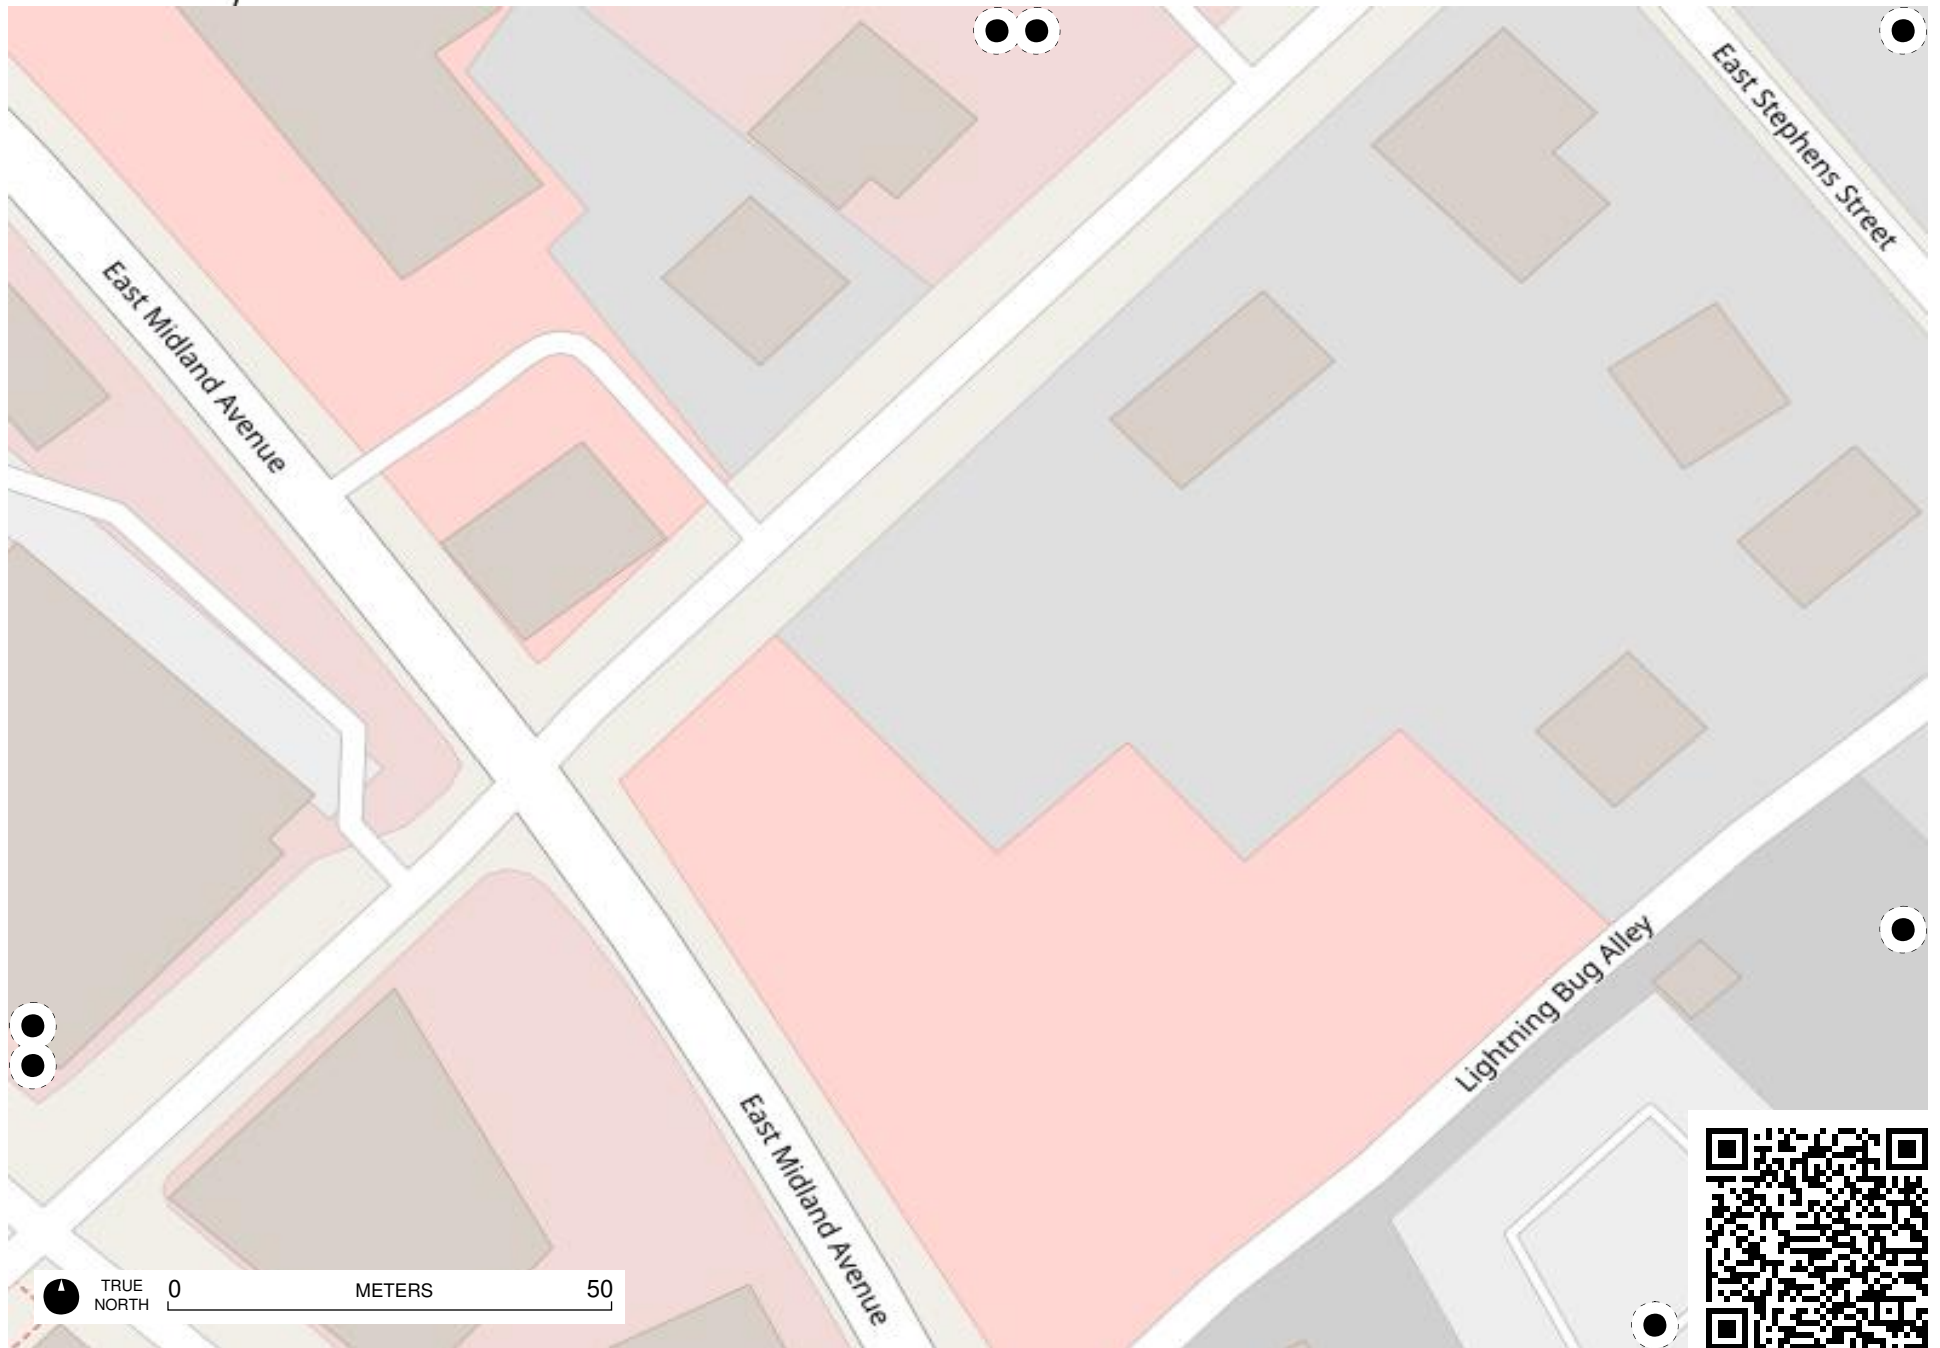 East Stephens Street
East Midland Avenue
Lightning Bug Alley
East Midland Avenue
TRUE
NORTH
0
METERS
50